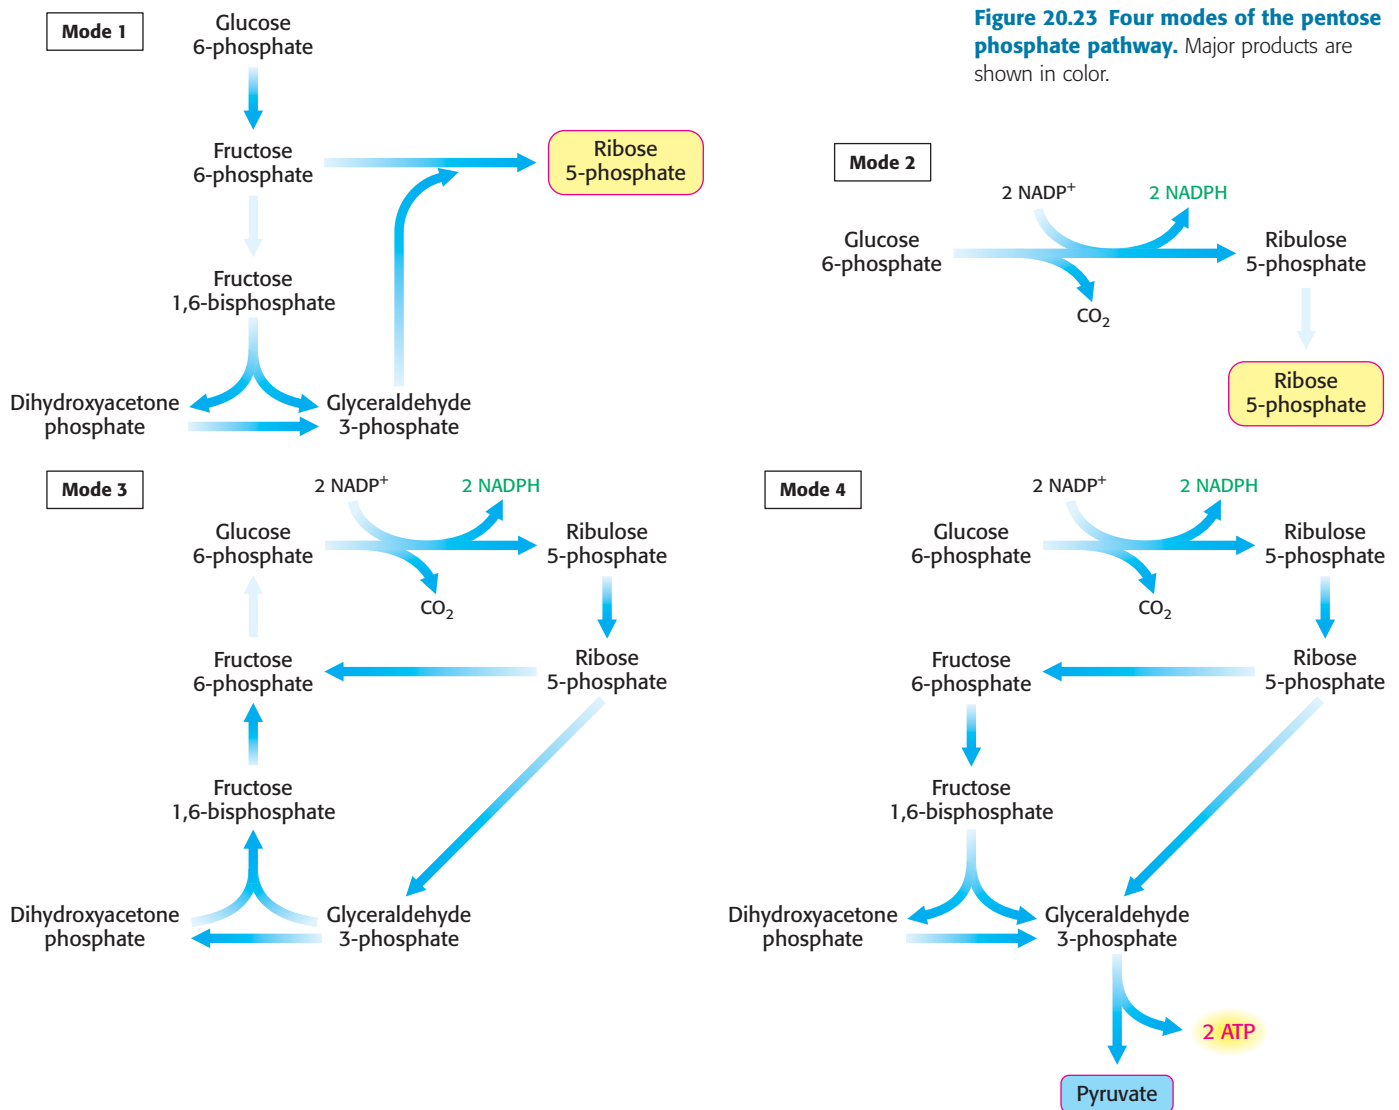 Figure 20.23 Four modes of the pentose
phosphate pathway. Major products are
shown in color.
Mode 1
Glucose
6-phosphate
Fructose
6-phosphate
Ribose
5-phosphate
Fructose
1,6-bisphosphate
Dihydroxyacetone
phosphate
Glyceraldehyde
3-phosphate
Mode 2
2 NADP⁺
2 NADPH
Glucose
6-phosphate
Ribulose
5-phosphate
CO₂
Ribose
5-phosphate
Mode 3
2 NADP⁺
2 NADPH
Glucose
6-phosphate
Ribulose
5-phosphate
CO₂
Fructose
6-phosphate
Ribose
5-phosphate
Fructose
1,6-bisphosphate
Dihydroxyacetone
phosphate
Glyceraldehyde
3-phosphate
Mode 4
2 NADP⁺
2 NADPH
Glucose
6-phosphate
Ribulose
5-phosphate
CO₂
Fructose
6-phosphate
Ribose
5-phosphate
Fructose
1,6-bisphosphate
Dihydroxyacetone
phosphate
Glyceraldehyde
3-phosphate
2 ATP
Pyruvate